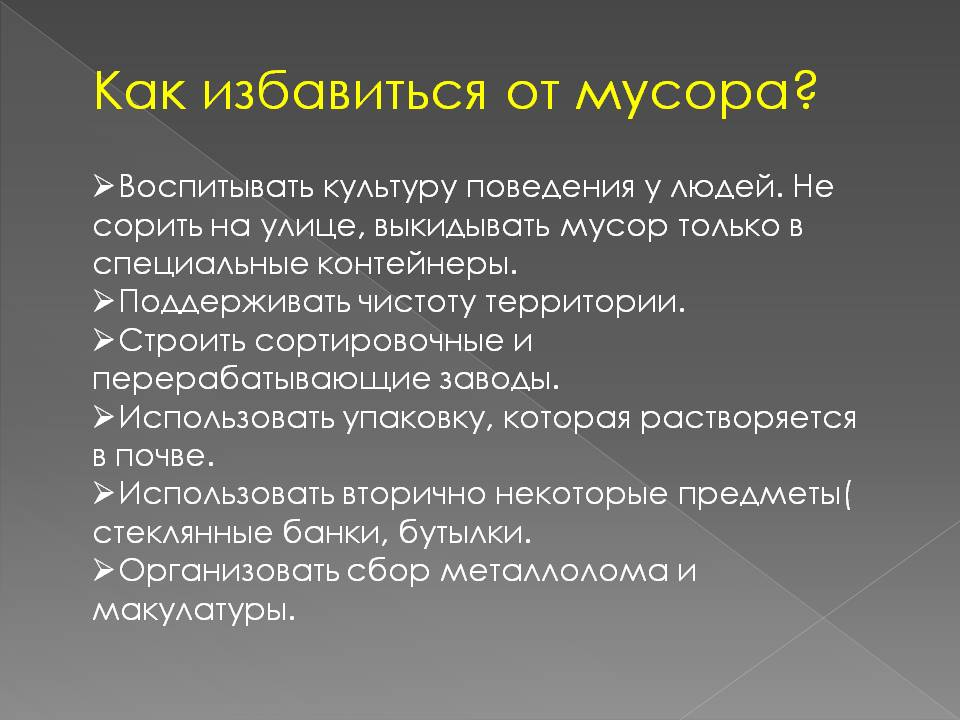 Как избавиться от мусора?
➢Воспитывать культуру поведения у людей. Не
сорить на улице, выкидывать мусор только в
специальные контейнеры.
➢Поддерживать чистоту территории.
➢Строить сортировочные и
перерабатывающие заводы.
➢Использовать упаковку, которая растворяется
в почве.
➢Использовать вторично некоторые предметы(
стеклянные банки, бутылки.
➢Организовать сбор металлолома и
макулатуры.